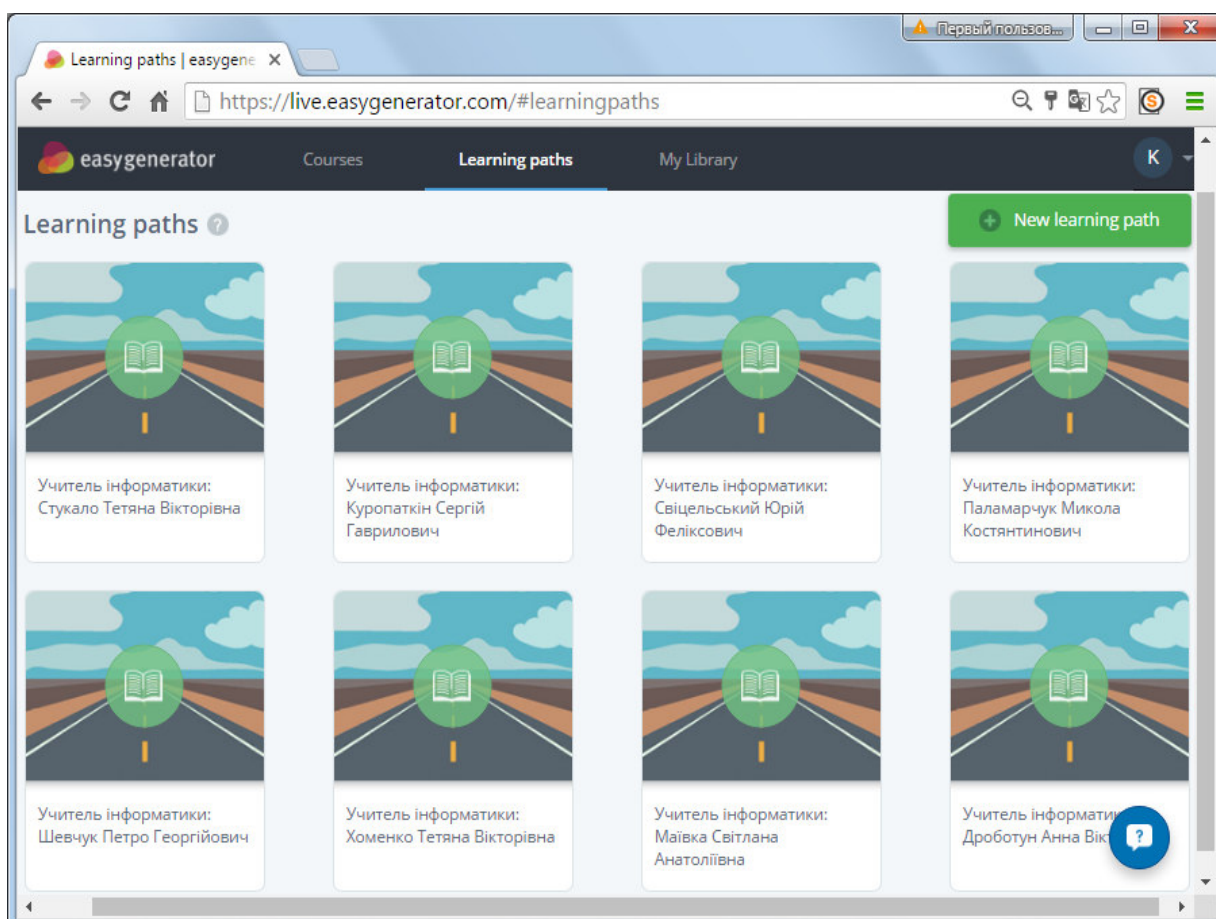 Первый пользов...
Learning paths | easygene
https://live.easygenerator.com/#learningpaths
easygenerator Courses Learning paths My Library K
Learning paths ?
New learning path
Учитель інформатики:
Стукало Тетяна Вікторівна
Учитель інформатики:
Куропаткін Сергій
Гаврилович
Учитель інформатики:
Свіцельський Юрій
Феліксович
Учитель інформатики:
Паламарчук Микола
Костянтинович
Учитель інформатики:
Шевчук Петро Георгійович
Учитель інформатики:
Хоменко Тетяна Вікторівна
Учитель інформатики:
Маївка Світлана
Анатоліївна
Учитель інформати
Дроботун Анна Вік